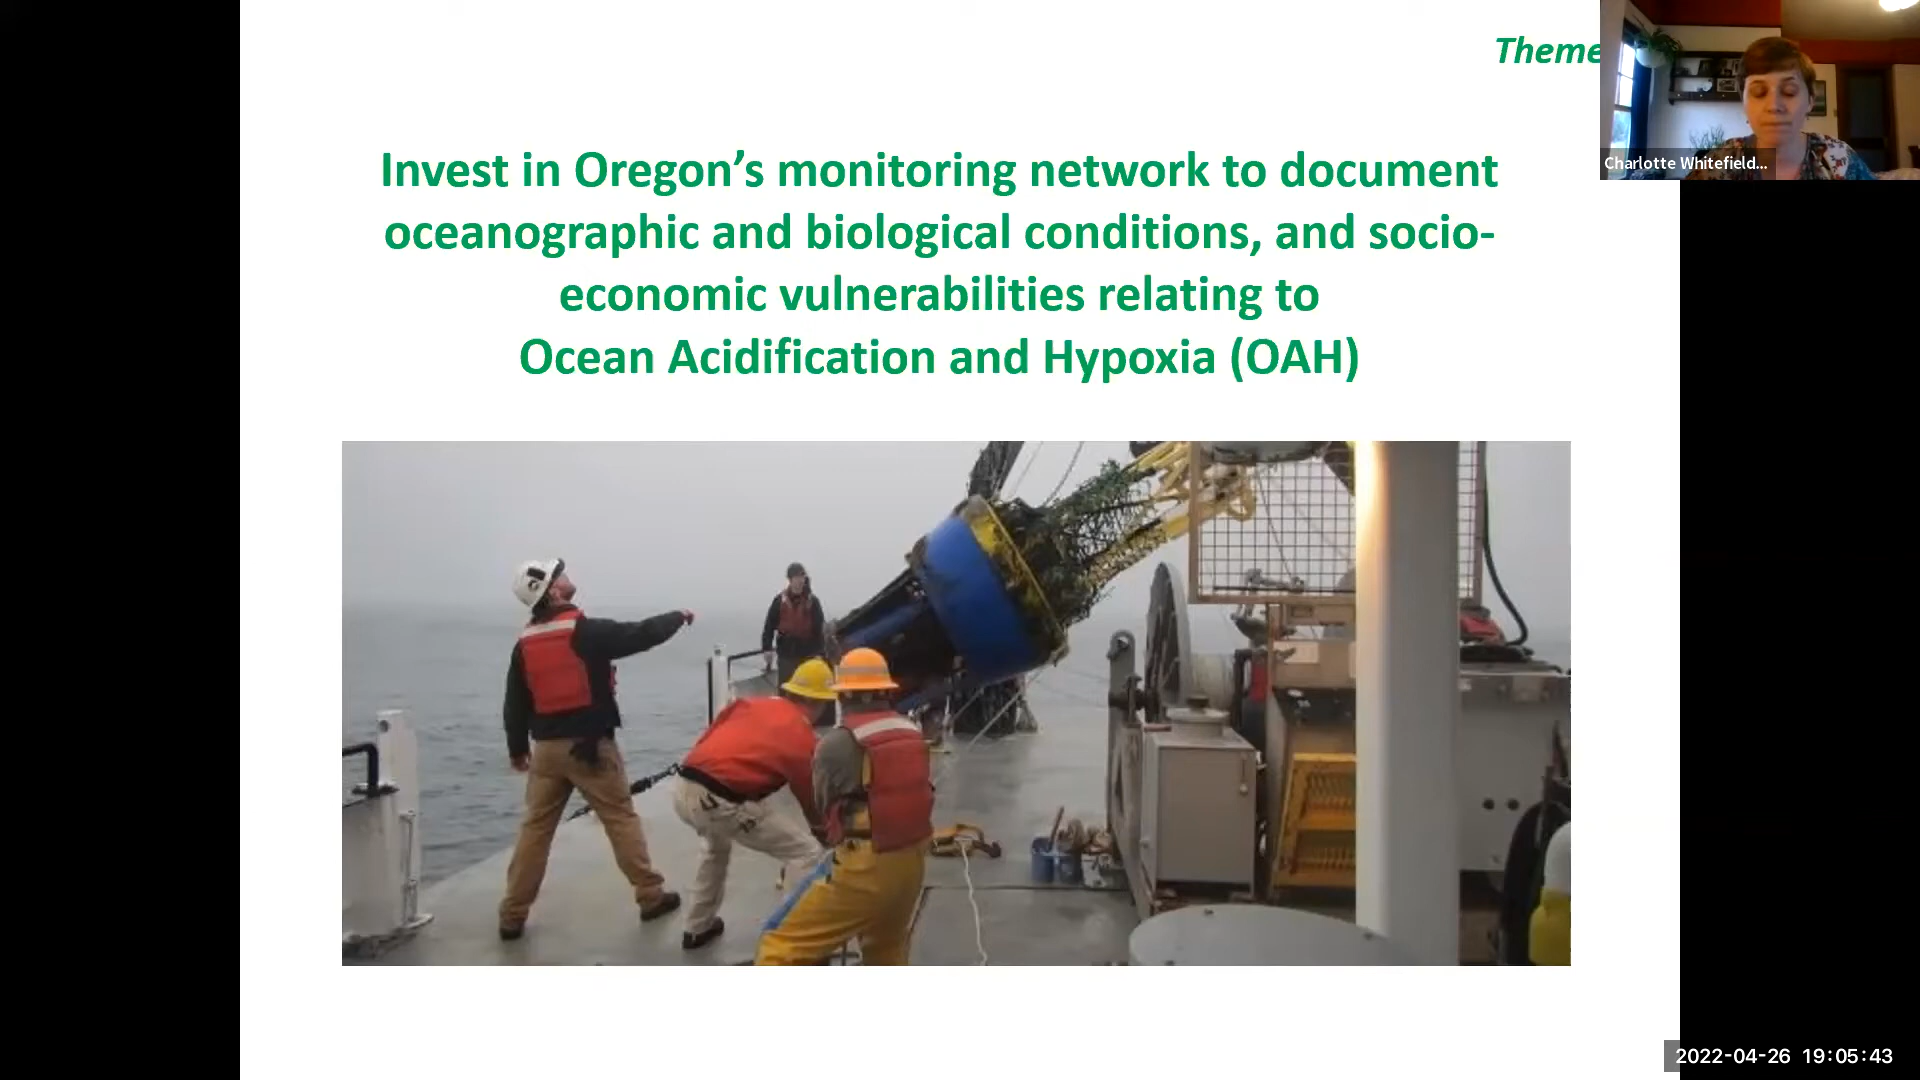 Theme
Charlotte Whitefield...
Invest in Oregon’s monitoring network to document
oceanographic and biological conditions, and socio-
economic vulnerabilities relating to
Ocean Acidification and Hypoxia (OAH)
2022-04-26 19:05:43